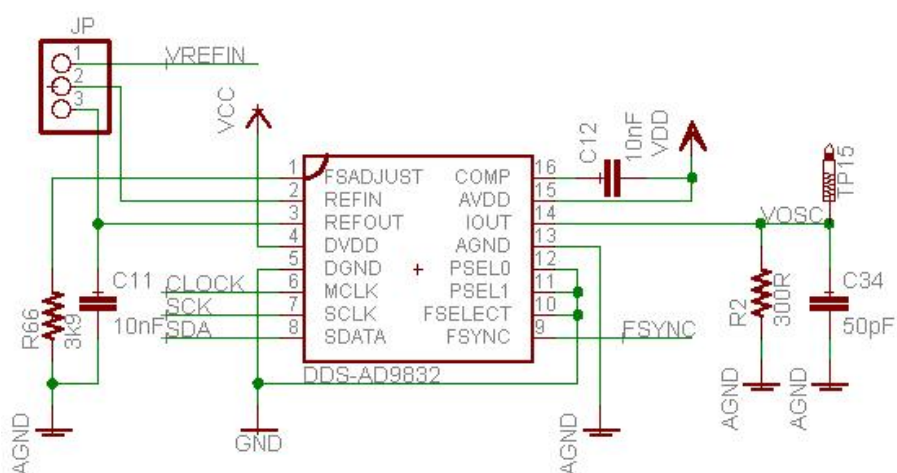 JP
1
VREFIN
2
3
VCC
C12
10nF
VDD
TP15
1 FSADJUST COMP 16
2 REFIN AVDD 15
3 REFOUT IOUT 14
VOSC
4 DVDD AGND 13
5 DGND PSEL0 12
CLOCK 6 MCLK PSEL1 11
SCK 7 SCLK FSELECT 10
SDA 8 SDATA FSYNC 9 FSYNC
DDS-AD9832
C11
10nF
R66
3K9
R2
300R
C34
50pF
AGND
GND
AGND
AGND
AGND